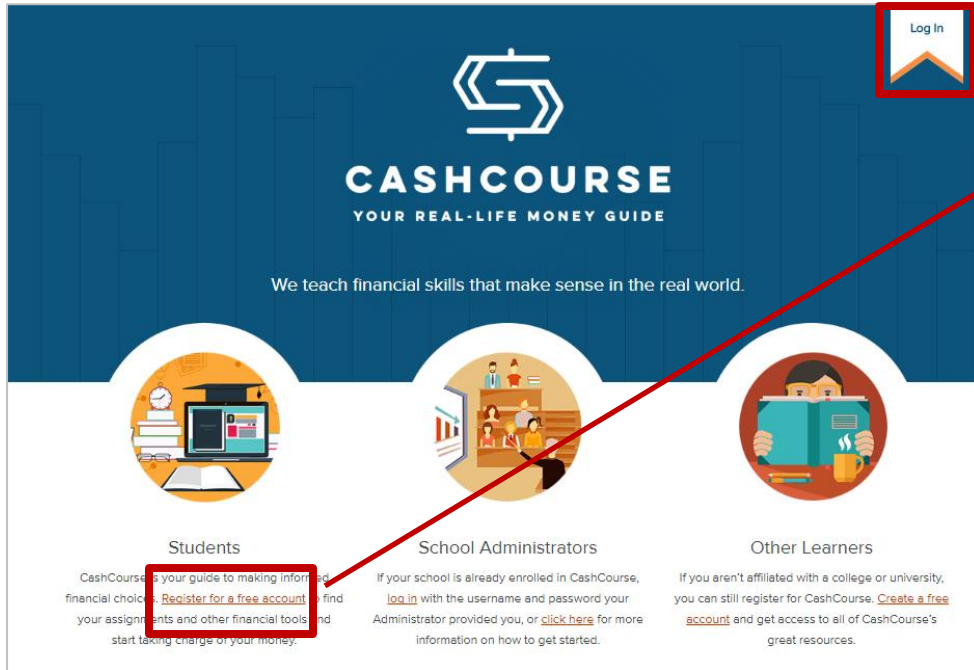 Log In
CASHCOURSE
YOUR REAL-LIFE MONEY GUIDE
We teach financial skills that make sense in the real world.
Students
CashCourse is your guide to making informed
financial choices. Register for a free account to find
your assignments and other financial tools and
start taking charge of your money.
School Administrators
If your school is already enrolled in CashCourse,
log in with the username and password your
Administrator provided you, or click here for more
information on how to get started.
Other Learners
If you aren't affiliated with a college or university,
you can still register for CashCourse. Create a free
account and get access to all of CashCourse's
great resources.